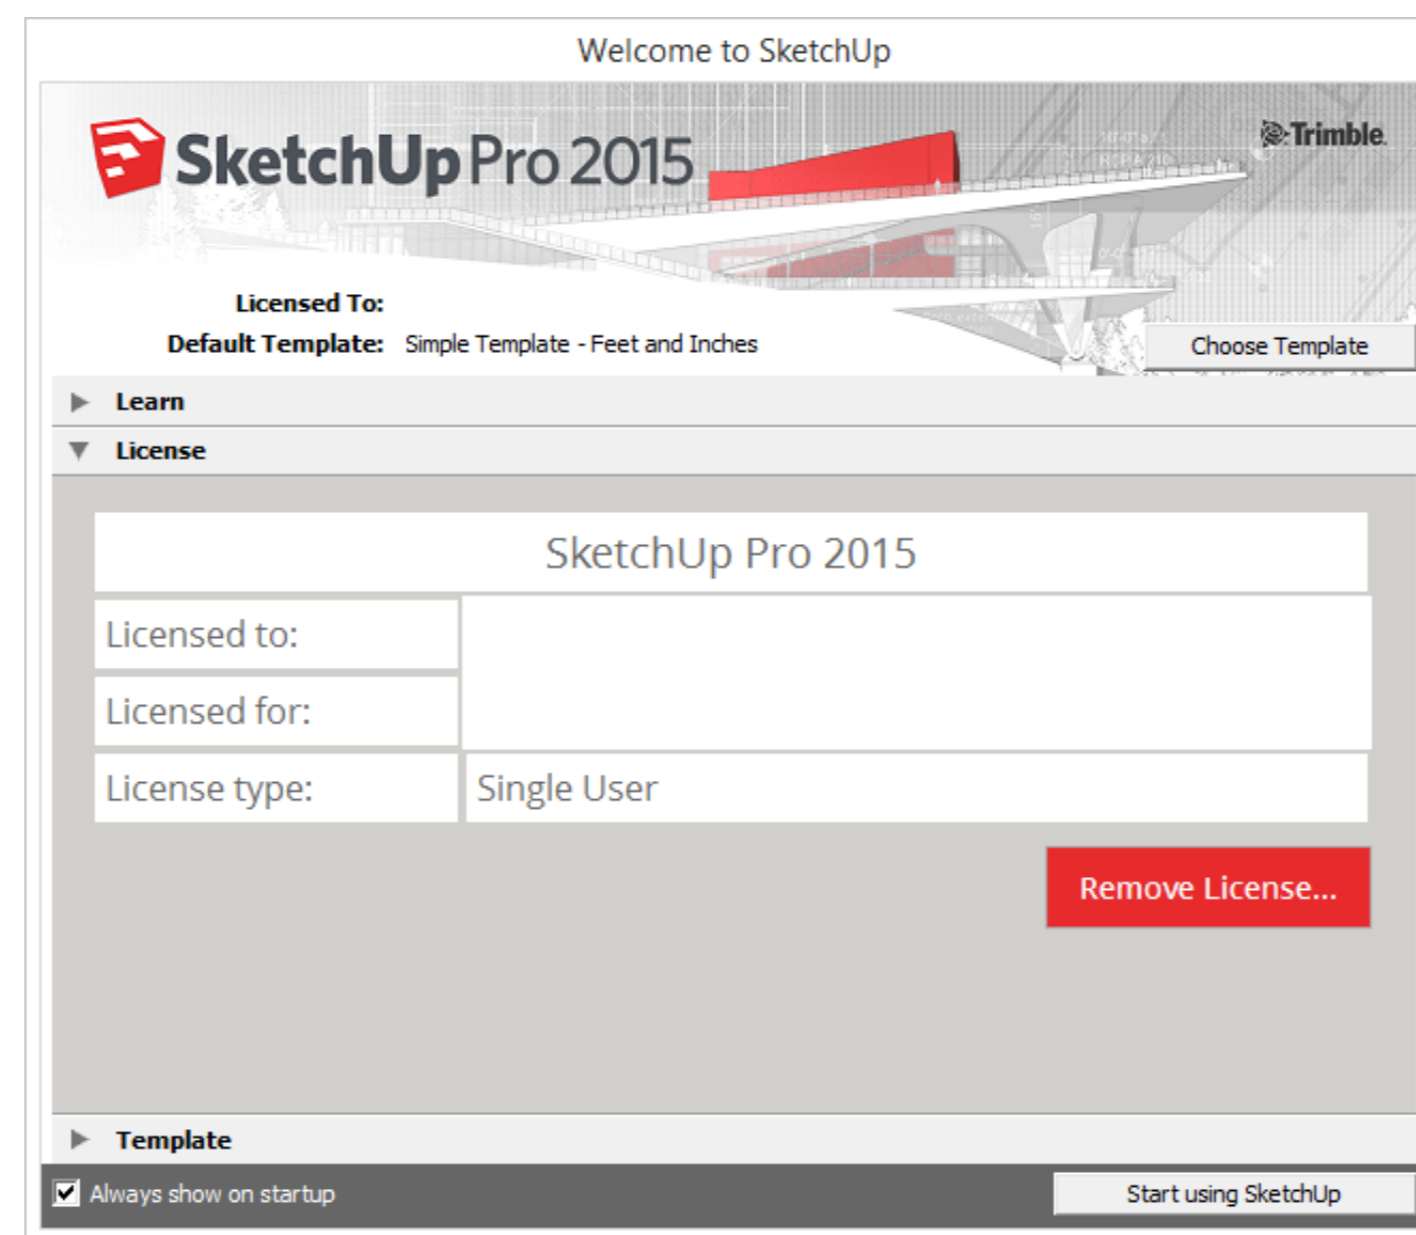 Welcome to SketchUp
SketchUp Pro 2015
Trimble.
Licensed To:
Default Template: Simple Template - Feet and Inches
Choose Template
Learn
License
SketchUp Pro 2015
Licensed to:
Licensed for:
License type: Single User
Remove License...
Template
Always show on startup
Start using SketchUp